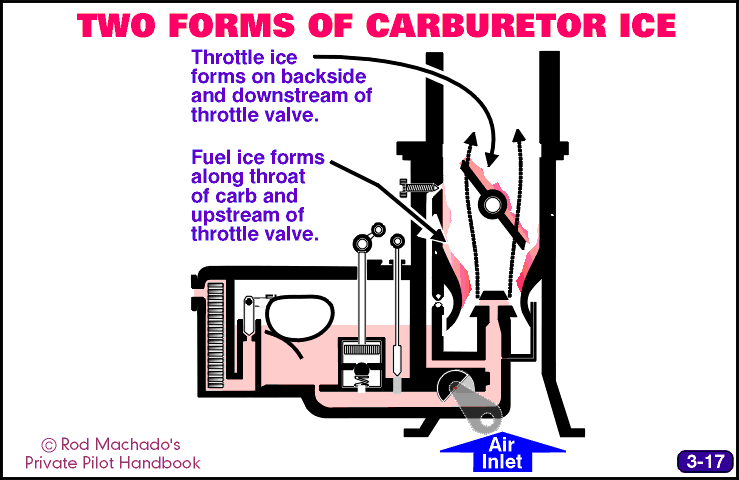 TWO FORMS OF CARBURETOR ICE
Throttle ice
forms on backside
and downstream of
throttle valve.
Fuel ice forms
along throat
of carb and
upstream of
throttle valve.
Air
Inlet
© Rod Machado's
Private Pilot Handbook
3-17